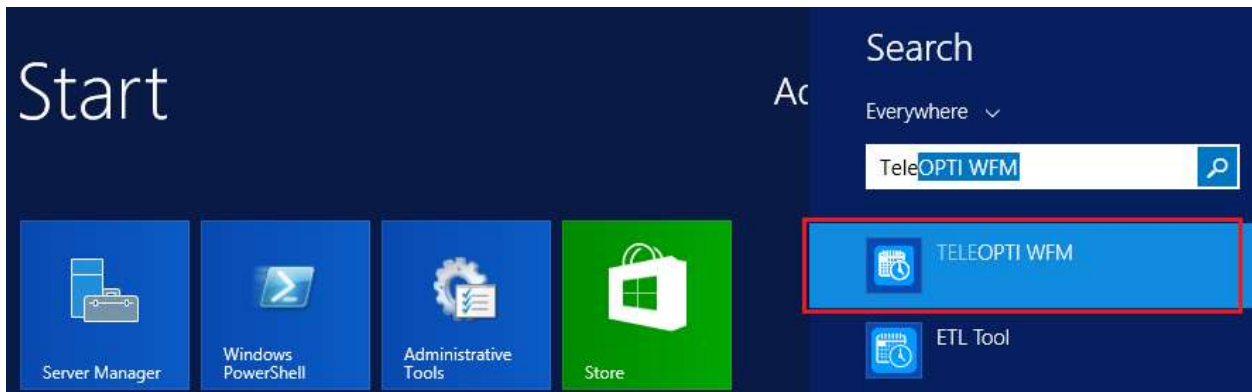 Start
Ac
Search
Everywhere
TeleOPTI WFM
TELEOPTI WFM
ETL Tool
Server Manager
Windows
PowerShell
Administrative
Tools
Store